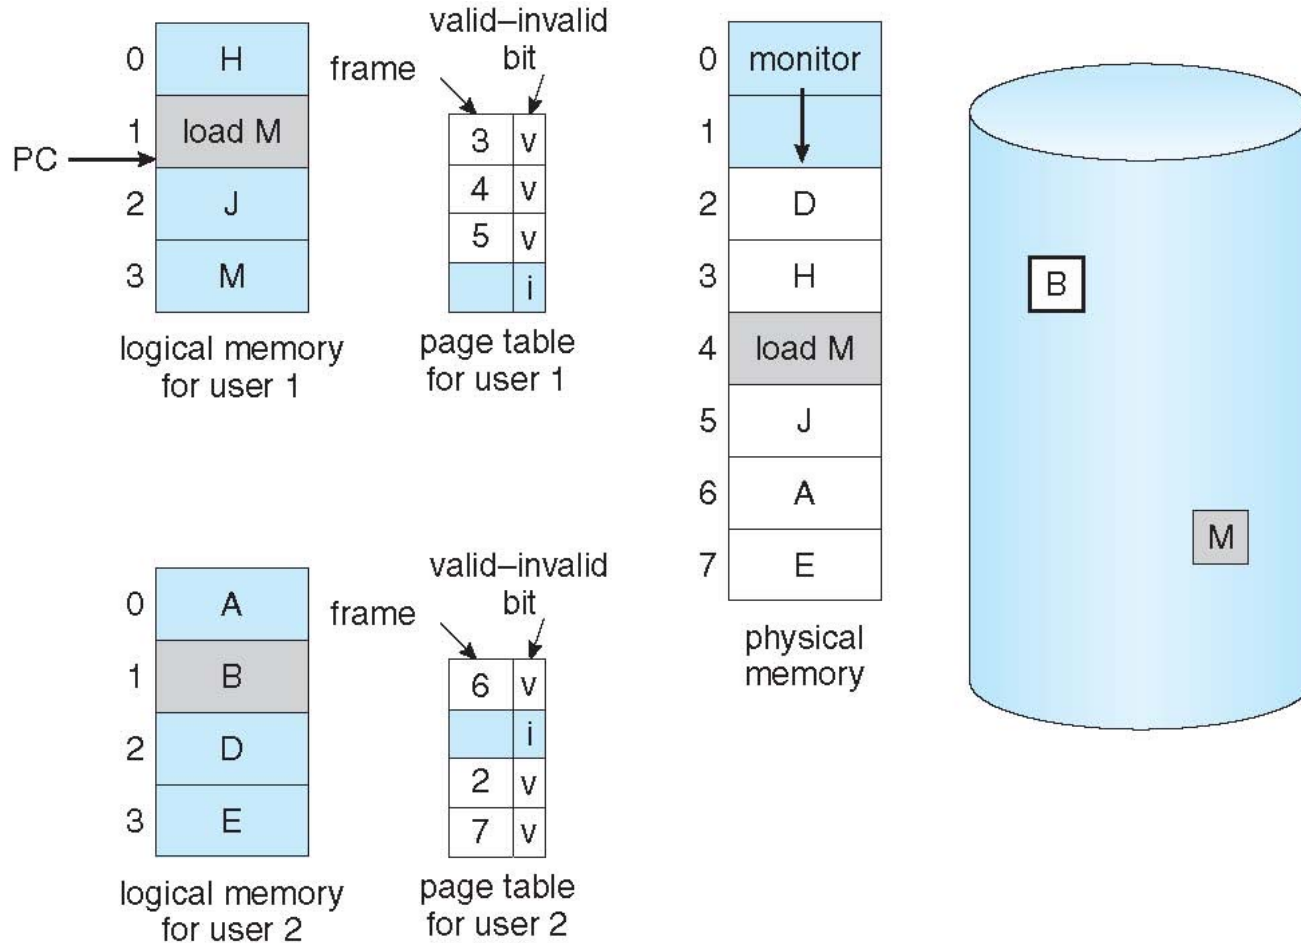 0 H
1 load M
PC
2 J
3 M
logical memory
for user 1
valid–invalid
bit
frame
3 v
4 v
5 v
i
page table
for user 1
0 monitor
1
2 D
3 H
4 load M
5 J
6 A
7 E
physical
memory
B
M
0 A
1 B
2 D
3 E
logical memory
for user 2
valid–invalid
bit
frame
6 v
i
2 v
7 v
page table
for user 2